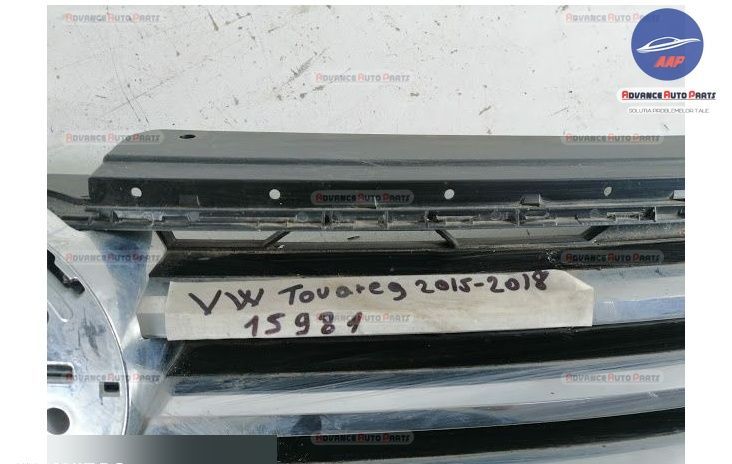 AAP
ADVANCE AUTO PARTS
SOLUTIA PROBLEMELOR TALE
VW Touareg 2015-2018
15981